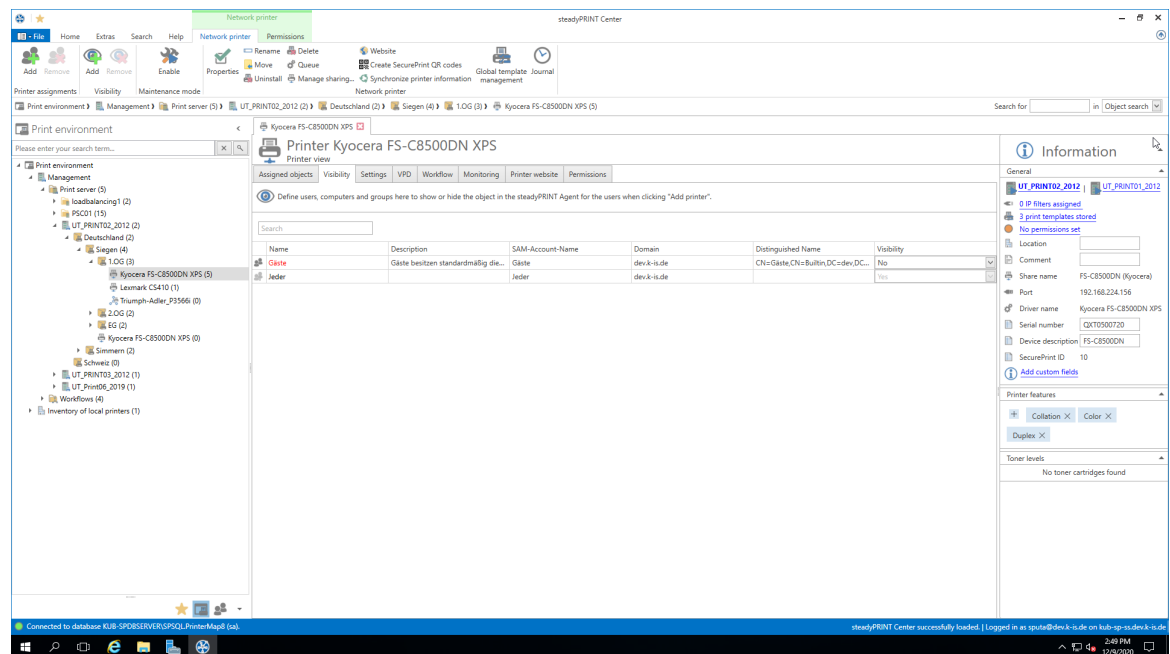 Network printer
steadyPRINT Center
File Home Extras Search Help Network printer Permissions
Add Remove Add Remove Enable Properties
Rename Delete Website
Move Queue Create SecurePrint QR codes
Uninstall Manage sharing... Synchronize printer information
Global template management Journal
Printer assignments Visibility Maintenance mode Network printer
Print environment Management Print server (5) UT_PRINT02_2012 (2) Deutschland (2) Siegen (4) 1.OG (3) Kyocera FS-C8500DN XPS (5)
Search for in Object search
Print environment
Please enter your search term...
Print environment
Management
Print server (5)
loadbalancing1 (2)
PSC01 (15)
UT_PRINT02_2012 (2)
Deutschland (2)
Siegen (4)
1.OG (3)
Kyocera FS-C8500DN XPS (5)
Lexmark CS410 (1)
Triumph-Adler_P3566i (0)
2.OG (2)
EG (2)
Kyocera FS-C8500DN XPS (0)
Simmern (2)
Schweiz (0)
UT_PRINT03_2012 (1)
UT_Print06_2019 (1)
Workflows (4)
Inventory of local printers (1)
Kyocera FS-C8500DN XPS
Printer Kyocera FS-C8500DN XPS
Printer view
Assigned objects Visibility Settings VPD Workflow Monitoring Printer website Permissions
Define users, computers and groups here to show or hide the object in the steadyPRINT Agent for the users when clicking "Add printer".
Search
Name Description SAM-Account-Name Domain Distinguished Name Visibility
Gäste Gäste besitzen standardmäßig die... Gäste dev.k-is.de CN=Gäste,CN=Builtin,DC=dev,DC... No
Jeder Jeder dev.k-is.de Yes
Information
General
UT_PRINT02_2012 | UT_PRINT01_2012
0 IP filters assigned
3 print templates stored
No permissions set
Location
Comment
Share name FS-C8500DN (Kyocera)
Port 192.168.224.156
Driver name Kyocera FS-C8500DN XPS
Serial number QXT0500720
Device description FS-C8500DN
SecurePrint ID 10
Add custom fields
Printer features
Collation Color
Duplex
Toner levels
No toner cartridges found
Connected to database KUB-SPDBSERVER\SPSQL.PrinterMap8 (sa).
steadyPRINT Center successfully loaded. | Logged in as sputa@dev.k-is.de on kub-sp-ss.dev.k-is.de
2:49 PM
12/9/2020